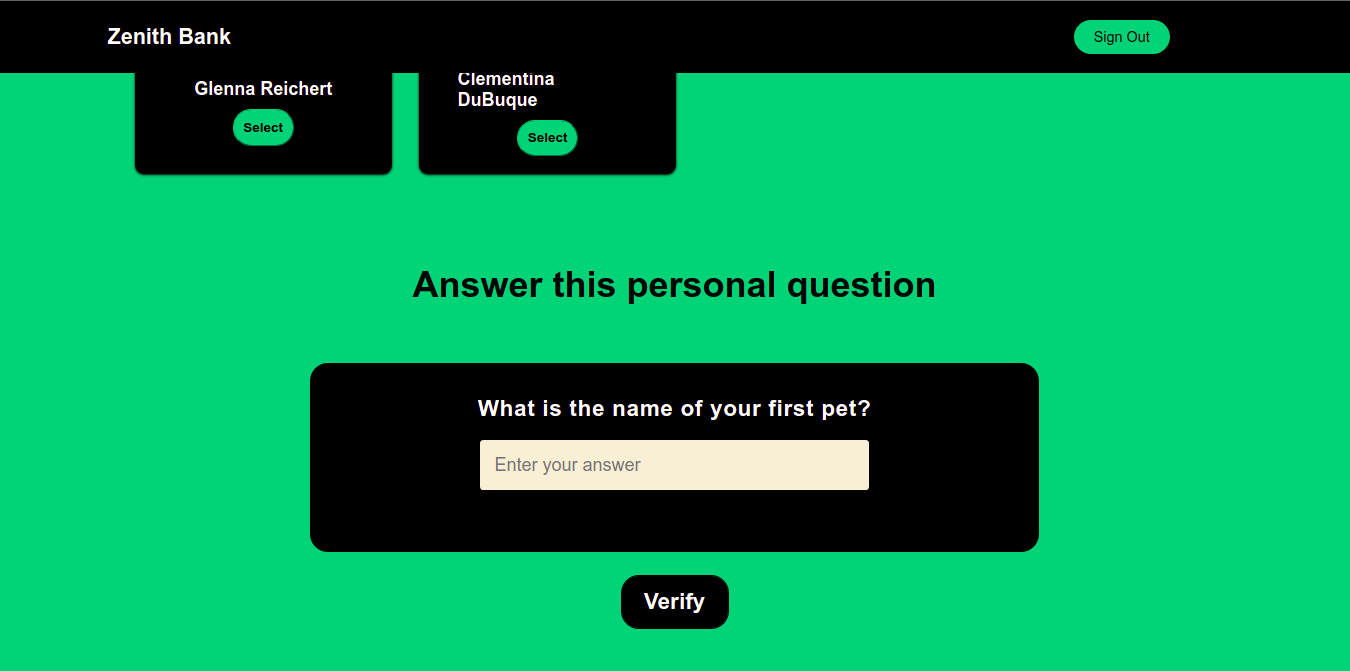 Zenith Bank
Sign Out
Glenna Reichert
Select
Clementina
DuBuque
Select
Answer this personal question
What is the name of your first pet?
Enter your answer
Verify